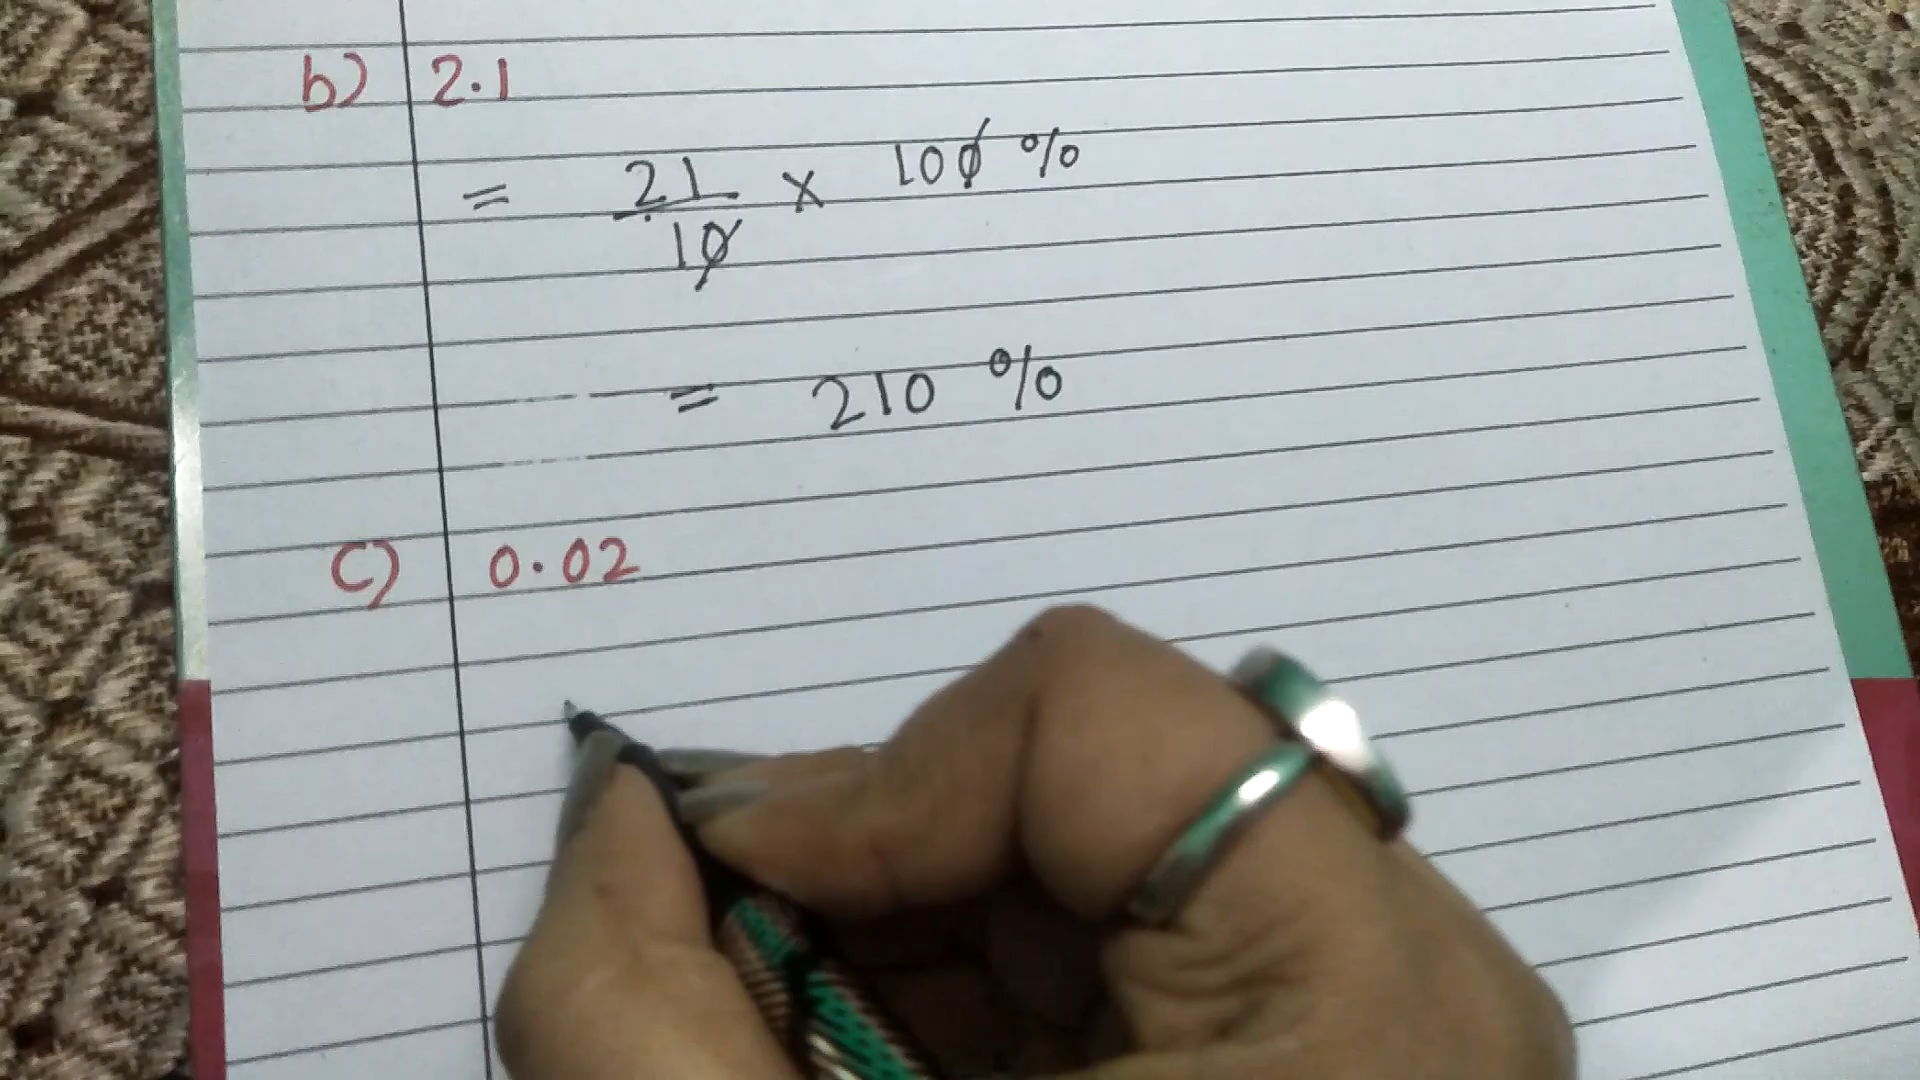 b) 2.1
= 21/10 × 100 %
= 210 %
c) 0.02